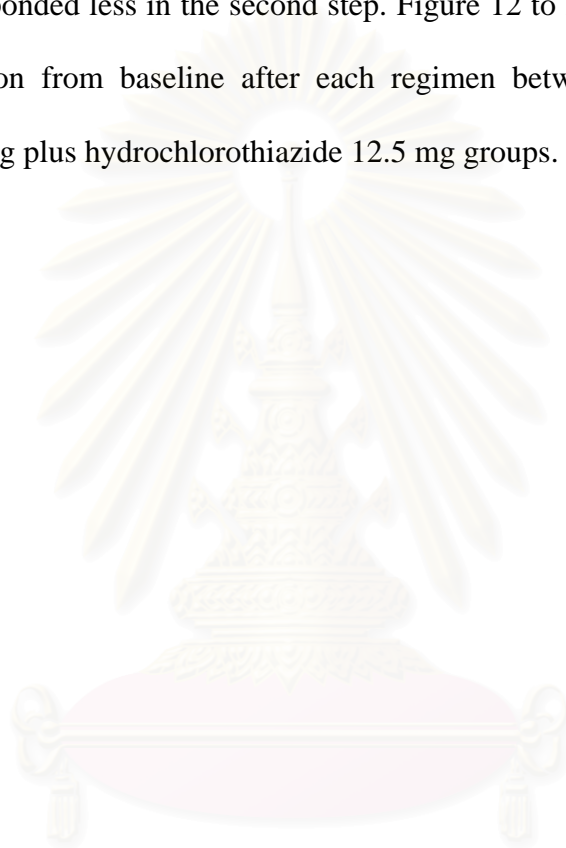 ponded less in the second step. Figure 12 to
on from baseline after each regimen betw
g plus hydrochlorothiazide 12.5 mg groups.